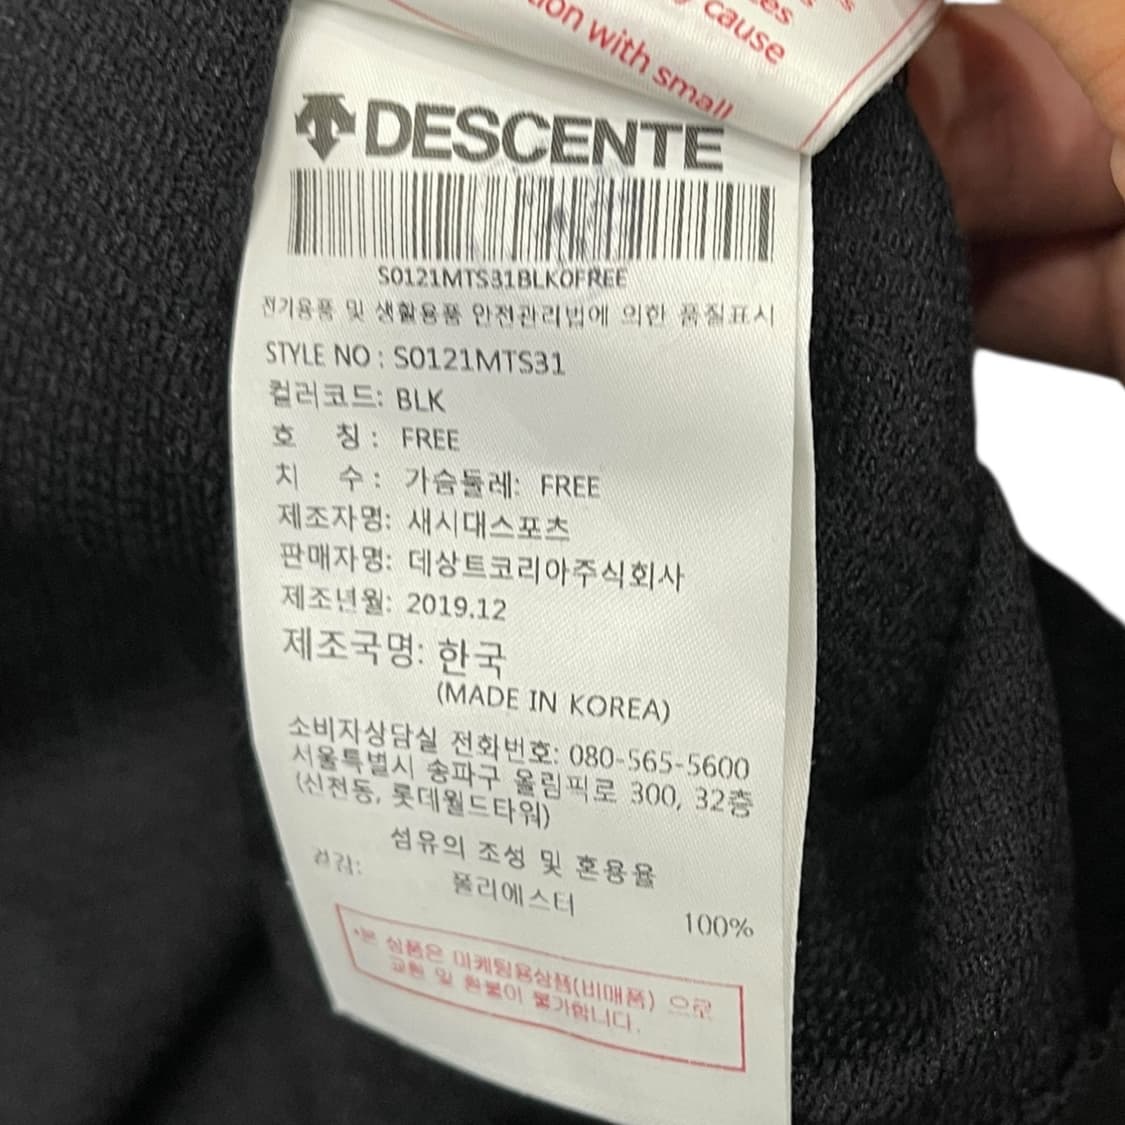 es
cause
on with small
DESCENTE
S0121MTS31BLK0FREE
전기용품 및 생활용품 안전관리법에 의한 품질표시
STYLE NO : S0121MTS31
컬러코드: BLK
호 칭 : FREE
치 수 : 가슴둘레: FREE
제조자명: 새시대스포츠
판매자명: 데상트코리아주식회사
제조년월: 2019.12
제조국명: 한국
(MADE IN KOREA)
소비자상담실 전화번호: 080-565-5600
서울특별시 송파구 올림픽로 300, 32층
(신천동, 롯데월드타워)
섬유의 조성 및 혼용율
겉감:
폴리에스터
100%
*본 상품은 마케팅용상품(비매품) 으로
교환 및 환불이 불가합니다.